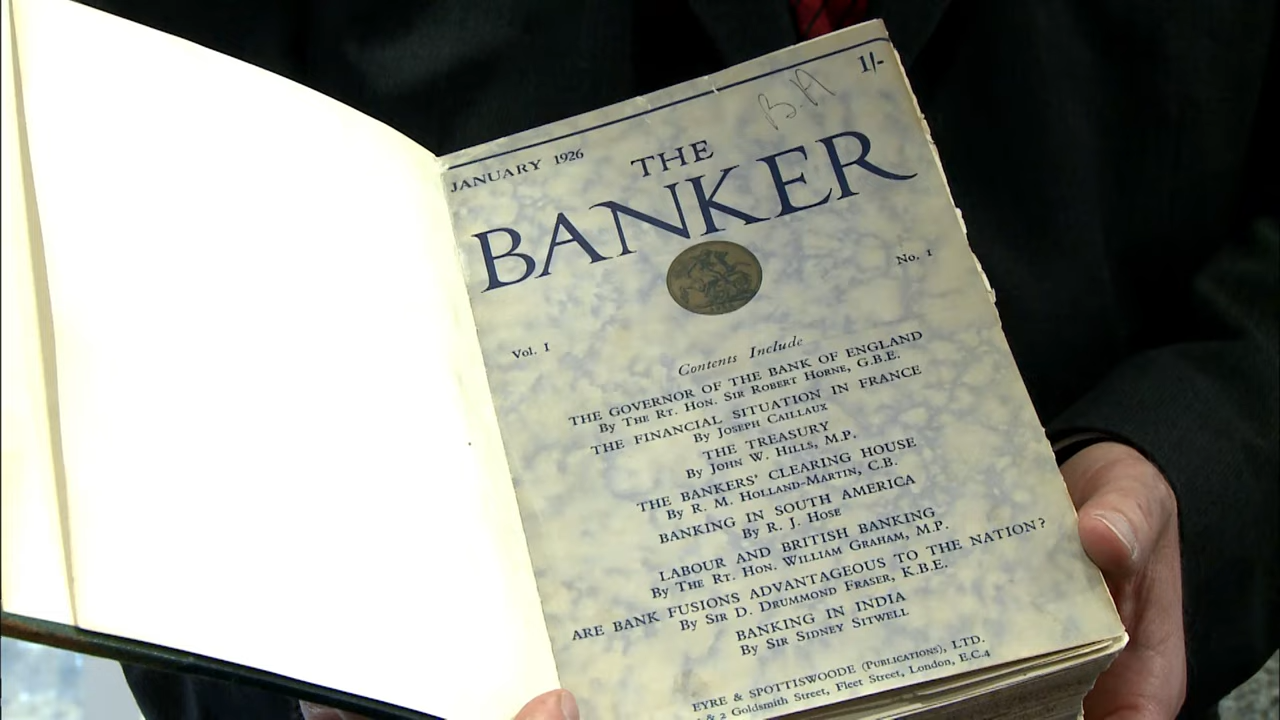 1/-
B.A
JANUARY 1926
THE
BANKER
No. 1
Vol. I
Contents Include
THE GOVERNOR OF THE BANK OF ENGLAND
By THE RT. HON. SIR ROBERT HORNE, G.B.E.
THE FINANCIAL SITUATION IN FRANCE
By JOSEPH CAILLAUX
THE TREASURY
By JOHN W. HILLS, M.P.
THE BANKERS' CLEARING HOUSE
By R. M. HOLLAND-MARTIN, C.B.
BANKING IN SOUTH AMERICA
By R. J. HOSE
LABOUR AND BRITISH BANKING
By THE RT. HON. WILLIAM GRAHAM, M.P.
ARE BANK FUSIONS ADVANTAGEOUS TO THE NATION?
By SIR D. DRUMMOND FRASER, K.B.E.
BANKING IN INDIA
By SIR SIDNEY SITWELL
EYRE & SPOTTISWOODE (PUBLICATIONS), LTD.
& 2 Goldsmith Street, Fleet Street, London, E.C.4